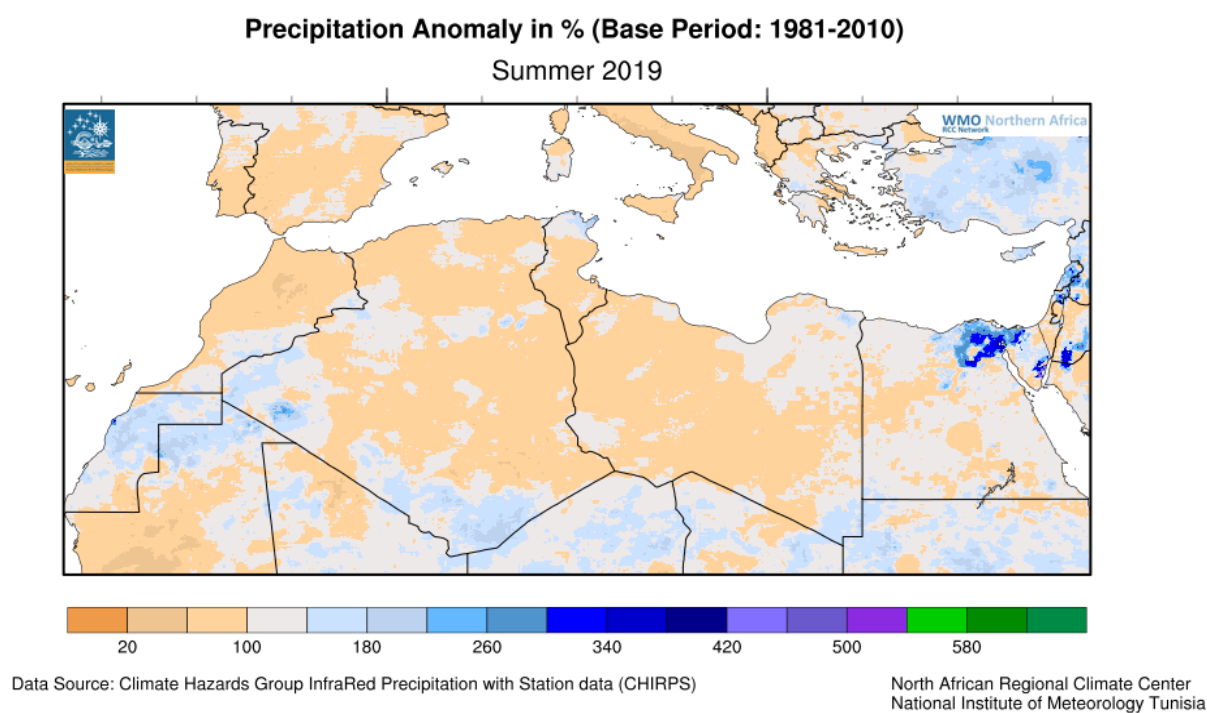 Precipitation Anomaly in % (Base Period: 1981-2010)
Summer 2019
WMO Northern Africa
RCC Network
20 100 180 260 340 420 500 580
Data Source: Climate Hazards Group InfraRed Precipitation with Station data (CHIRPS)
North African Regional Climate Center
National Institute of Meteorology Tunisia